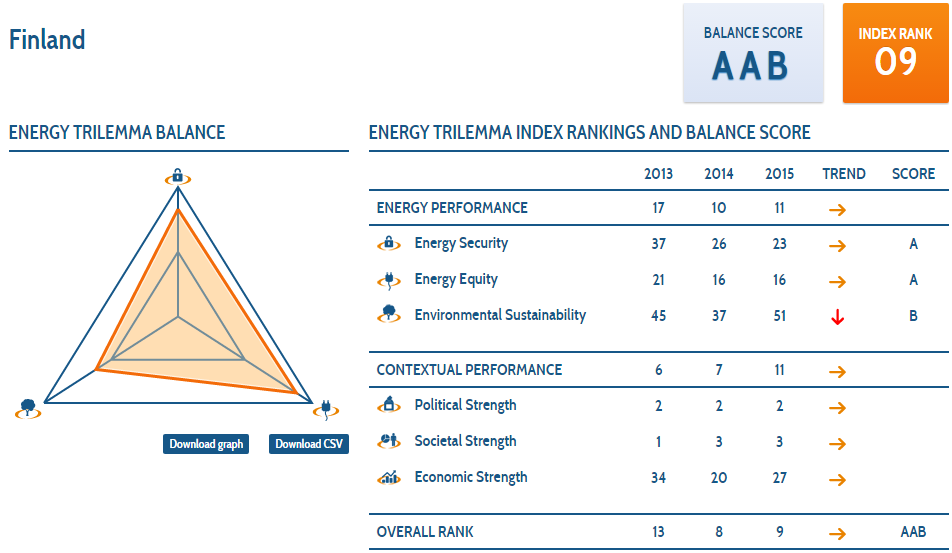 Finland
BALANCE SCORE
AAB
INDEX RANK
09
ENERGY TRILEMMA BALANCE
Download graph Download CSV
ENERGY TRILEMMA INDEX RANKINGS AND BALANCE SCORE
2013 2014 2015 TREND SCORE
ENERGY PERFORMANCE 17 10 11
Energy Security 37 26 23 A
Energy Equity 21 16 16 A
Environmental Sustainability 45 37 51 B
CONTEXTUAL PERFORMANCE 6 7 11
Political Strength 2 2 2
Societal Strength 1 3 3
Economic Strength 34 20 27
OVERALL RANK 13 8 9 AAB